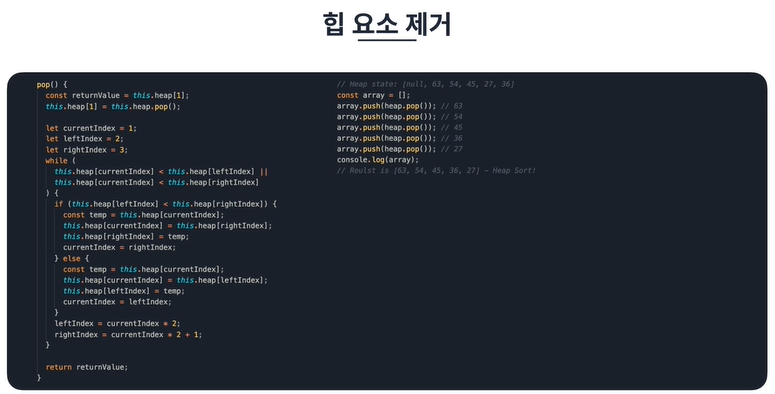 힙 요소 제거
pop() {
const returnValue = this.heap[1];
this.heap[1] = this.heap.pop();
let currentIndex = 1;
let leftIndex = 2;
let rightIndex = 3;
while (
this.heap[currentIndex] < this.heap[leftIndex] ||
this.heap[currentIndex] < this.heap[rightIndex]
) {
if (this.heap[leftIndex] < this.heap[rightIndex]) {
const temp = this.heap[currentIndex];
this.heap[currentIndex] = this.heap[rightIndex];
this.heap[rightIndex] = temp;
currentIndex = rightIndex;
} else {
const temp = this.heap[currentIndex];
this.heap[currentIndex] = this.heap[leftIndex];
this.heap[leftIndex] = temp;
currentIndex = leftIndex;
}
leftIndex = currentIndex * 2;
rightIndex = currentIndex * 2 + 1;
}
return returnValue;
}
// Heap state: [null, 63, 54, 45, 27, 36]
const array = [];
array.push(heap.pop()); // 63
array.push(heap.pop()); // 54
array.push(heap.pop()); // 45
array.push(heap.pop()); // 36
array.push(heap.pop()); // 27
console.log(array);
// Reulst is [63, 54, 45, 36, 27] - Heap Sort!